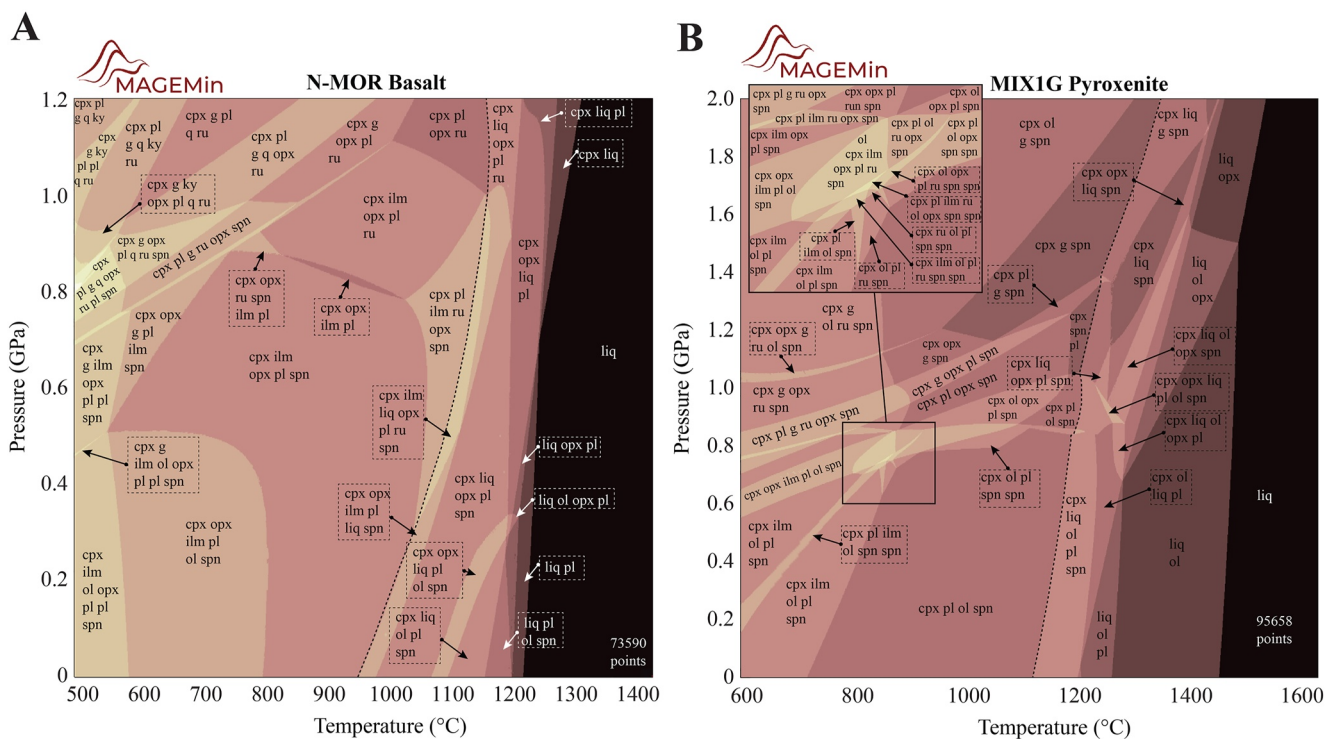 A
MAGEMin
N-MOR Basalt
Pressure (GPa)
1.2
1.0
0.8
0.6
0.4
0.2
0
500
600
700
800
900
1000
1100
1200
1300
1400
Temperature (°C)
cpx pl
g q ky
cpx
g ky
pl pl
q ru
cpx pl
g q ky
ru
cpx g pl
q ru
cpx pl
g q opx
ru
cpx g
opx pl
ru
cpx pl
opx ru
cpx
liq
opx
pl
ru
cpx liq pl
cpx liq
cpx g ky
opx pl q ru
cpx g opx
pl q ru spn
cpx
pl g q opx
ru pl spn
cpx pl g ru opx spn
cpx ilm
opx pl
ru
cpx opx
ru spn
ilm pl
cpx opx
ilm pl
cpx pl
ilm ru
opx
spn
cpx
opx
liq
pl
cpx opx
g pl
ilm
spn
cpx
g ilm
opx
pl pl
spn
cpx ilm
opx pl spn
liq
cpx ilm
liq opx
pl ru
spn
cpx g
ilm ol opx
pl pl spn
liq opx pl
cpx liq
opx pl
spn
liq ol opx pl
cpx opx
ilm pl
liq spn
cpx opx
ilm pl
ol spn
cpx opx
liq pl
ol spn
liq pl
cpx
ilm
ol opx
pl pl
spn
cpx liq
ol pl
spn
liq pl
ol spn
73590
points
B
MAGEMin
MIX1G Pyroxenite
Pressure (GPa)
2.0
1.8
1.6
1.4
1.2
1.0
0.8
0.6
0.4
0.2
0
600
800
1000
1200
1400
1600
Temperature (°C)
cpx pl g ru opx
spn
cpx opx pl
run spn
cpx ol
opx pl spn
cpx pl ilm ru opx spn
cpx ilm opx
pl spn
ol
cpx ilm
opx pl ru
spn
cpx pl ol
ru opx
spn
cpx pl
ol opx
spn spn
cpx opx
ilm pl ol
spn
cpx ol opx
pl ru spn spn
cpx pl ilm ru
ol opx spn spn
cpx ru ol pl
spn spn
cpx ilm ol pl
ru spn spn
cpx pl
ilm ol spn
cpx ol pl
ru spn
cpx ilm
ol pl
spn
cpx ilm
ol pl spn
cpx ol
g spn
cpx liq
g spn
liq
opx
cpx opx
liq spn
cpx g spn
cpx
liq
spn
liq
ol
opx
cpx pl
g spn
cpx g
ol ru spn
cpx opx g
ru ol spn
cpx opx
g spn
cpx
spn
pl
cpx liq ol
opx spn
cpx liq
opx pl spn
cpx opx liq
pl ol spn
cpx g opx
ru spn
cpx g opx pl spn
cpx pl opx spn
cpx ol opx
pl spn
cpx pl
ol spn
cpx liq ol
opx pl
cpx pl g ru opx spn
cpx opx ilm pl ol spn
cpx ol pl
spn spn
cpx ol
liq pl
liq
cpx ilm
ol pl
spn
cpx pl ilm
ol spn spn
cpx
liq
ol
pl
spn
liq
ol
cpx ilm
ol pl spn
cpx pl ol spn
liq
ol
pl
95658
points